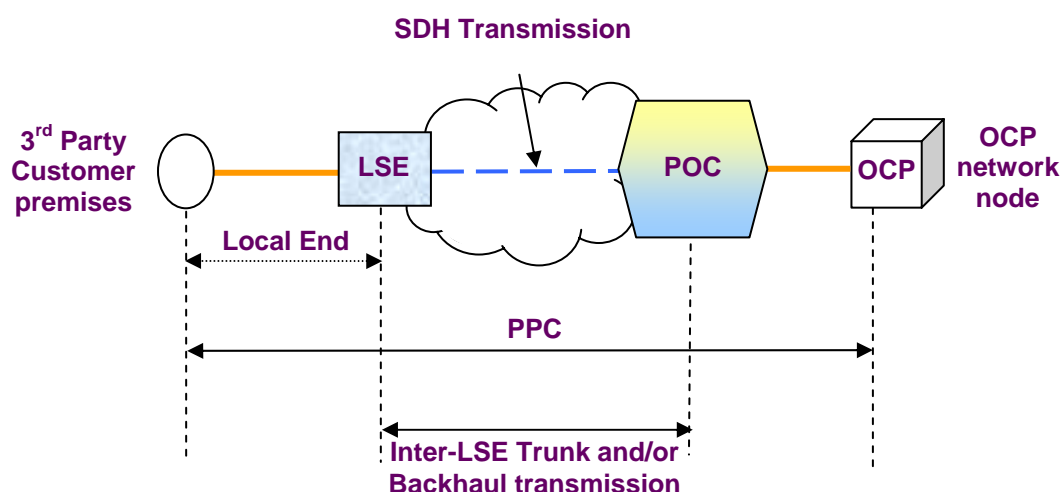 SDH Transmission
3rd Party
Customer
premises
LSE
POC
OCP
OCP
network
node
Local End
PPC
Inter-LSE Trunk and/or
Backhaul transmission